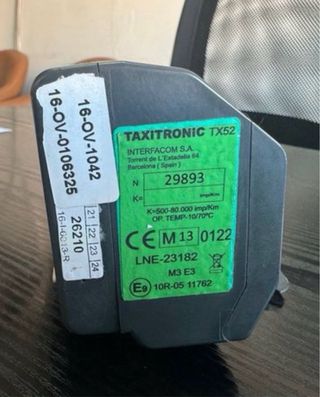 TAXITRONIC TX52
INTERFACOM S.A.
Torrent de L'Estadella 64
Barcelona ( Spain )
N 29893
K= imp/Km
K=500-80.000 imp/Km
OP. TEMP-10/70ºC
CE M 13 0122
LNE-23182
M3 E3
E9 10R-05 11762
16-OV-1042
16-OV-0106325
21 22 23 24
26210